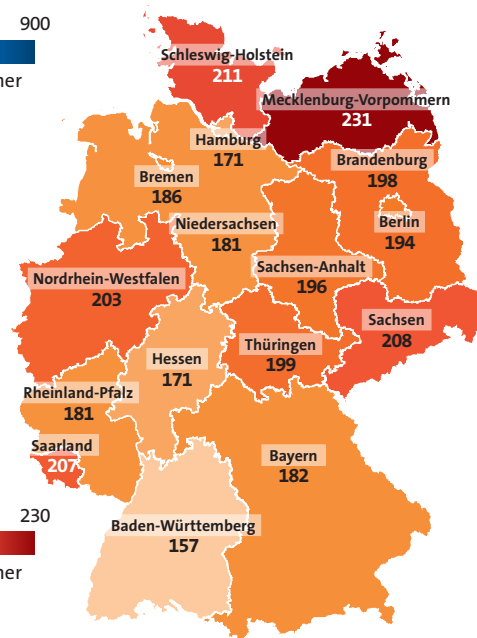 900
ner
Schleswig-Holstein
211
Mecklenburg-Vorpommern
231
Hamburg
171
Brandenburg
198
Bremen
186
Berlin
194
Niedersachsen
181
Sachsen-Anhalt
196
Nordrhein-Westfalen
203
Sachsen
208
Thüringen
199
Hessen
171
Rheinland-Pfalz
181
Saarland
207
Bayern
182
230
Baden-Württemberg
157
ner